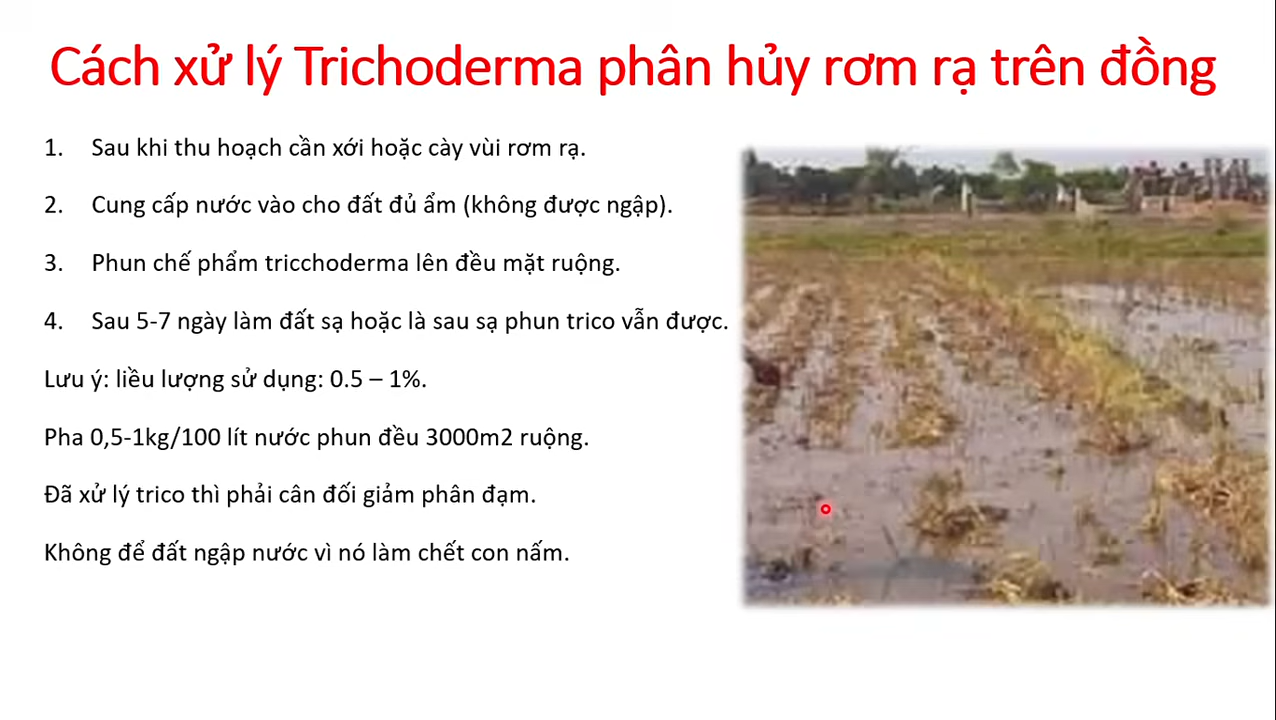 Cách xử lý Trichoderma phân hủy rơm rạ trên đồng
1. Sau khi thu hoạch cần xới hoặc cày vùi rơm rạ.
2. Cung cấp nước vào cho đất đủ ẩm (không được ngập).
3. Phun chế phẩm tricchoderma lên đều mặt ruộng.
4. Sau 5-7 ngày làm đất sạ hoặc là sau sạ phun trico vẫn được.
Lưu ý: liều lượng sử dụng: 0.5 – 1%.
Pha 0,5-1kg/100 lít nước phun đều 3000m2 ruộng.
Đã xử lý trico thì phải cân đối giảm phân đạm.
Không để đất ngập nước vì nó làm chết con nấm.